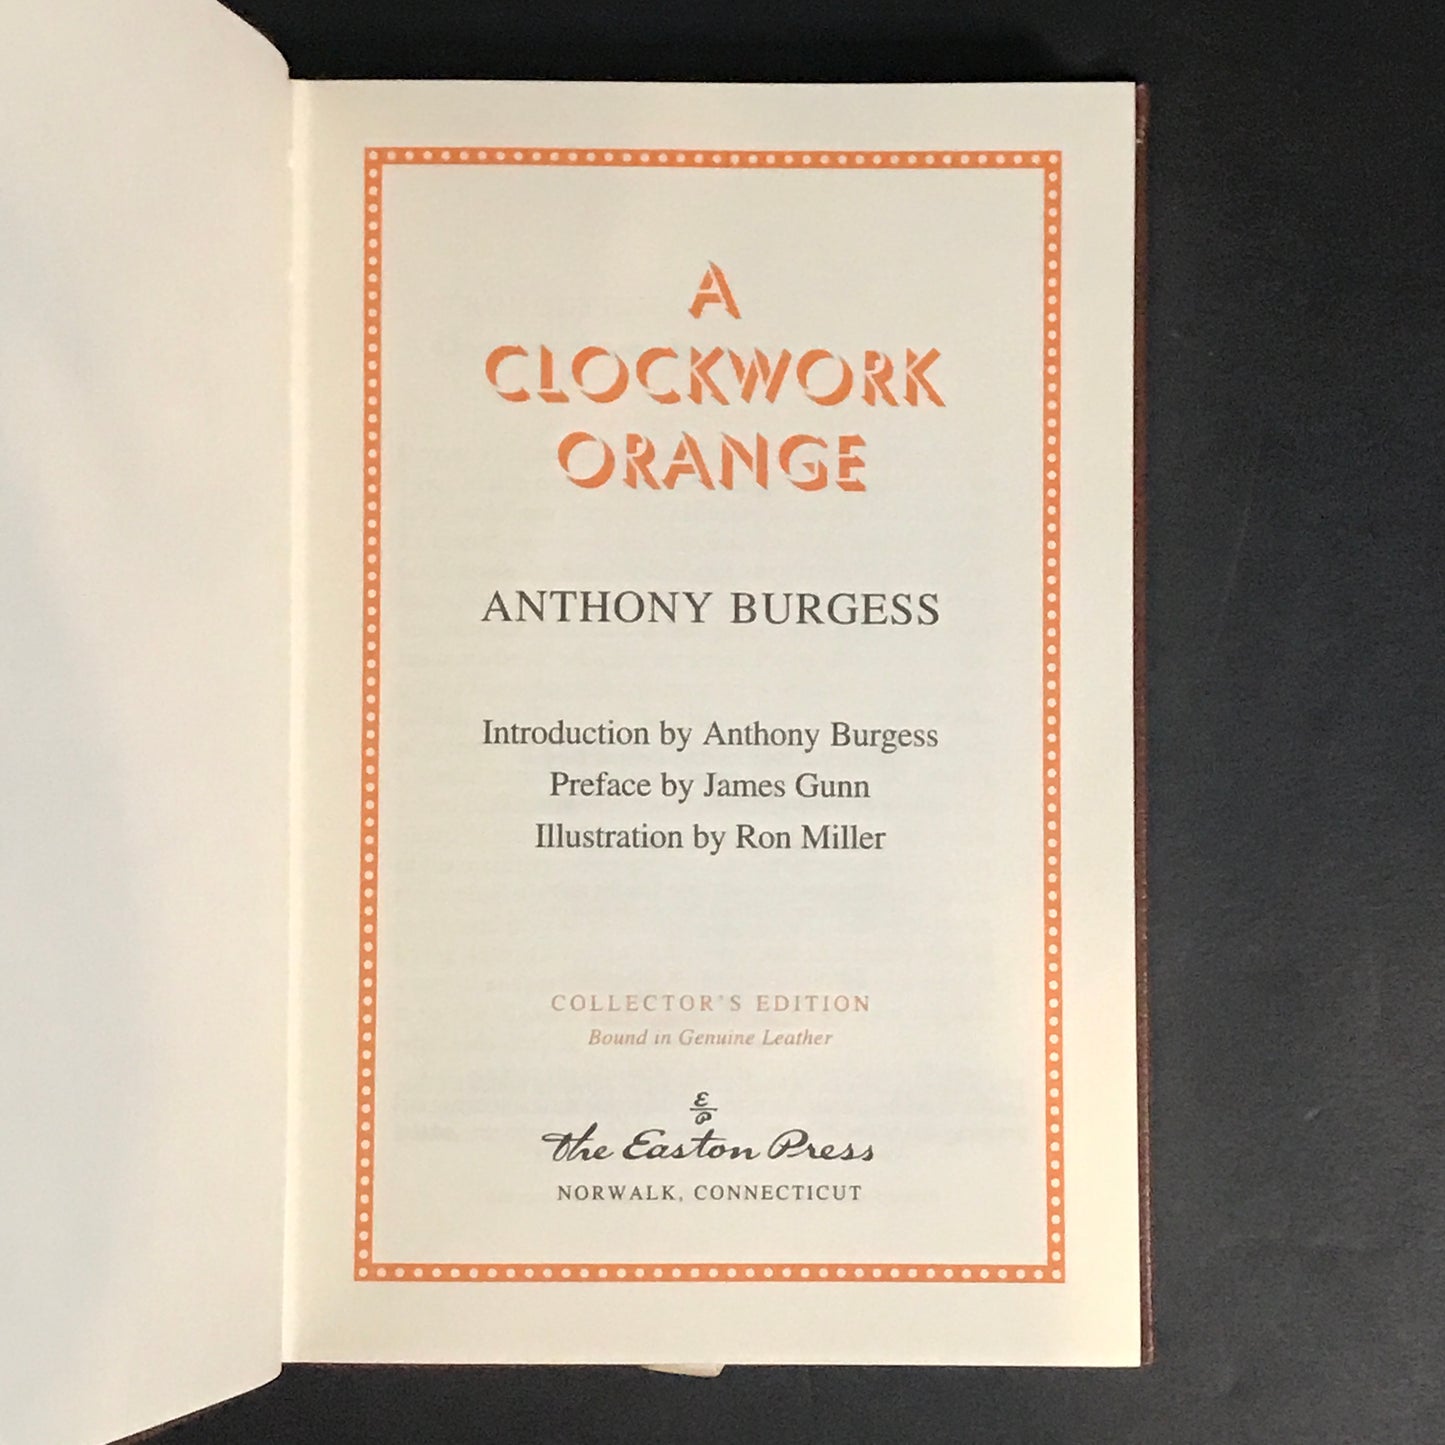 A
CLOCKWORK
ORANGE
ANTHONY BURGESS
Introduction by Anthony Burgess
Preface by James Gunn
Illustration by Ron Miller
COLLECTOR'S EDITION
Bound in Genuine Leather
EP
The Easton Press
NORWALK, CONNECTICUT